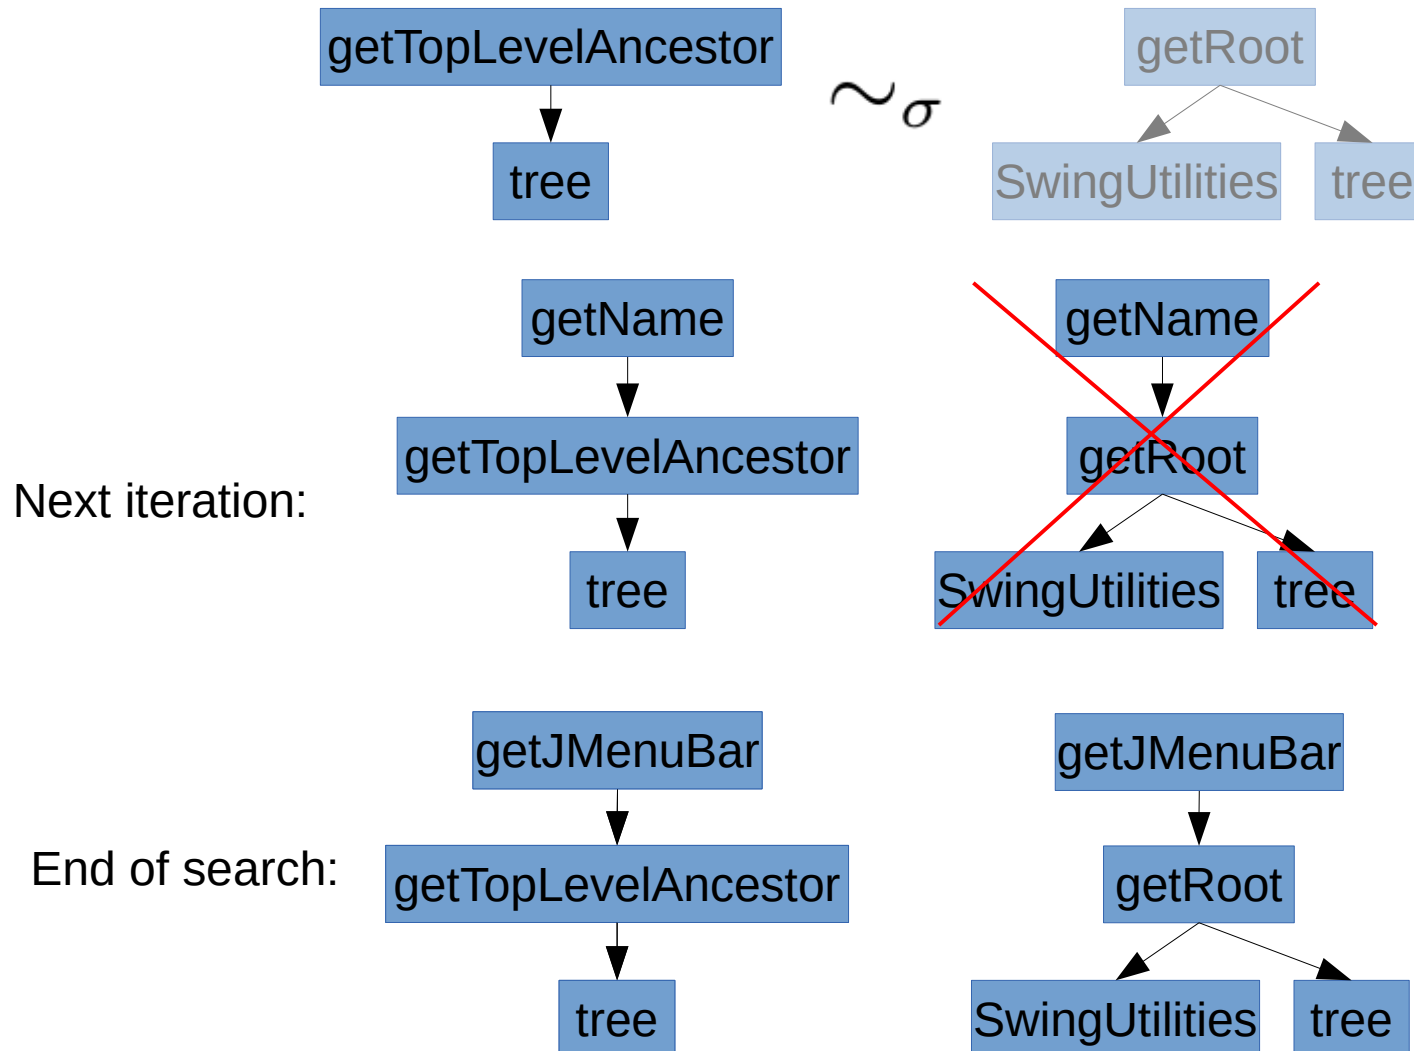 getTopLevelAncestor
~σ
getRoot
tree
SwingUtilities
tree
getName
getName
getTopLevelAncestor
getRoot
Next iteration:
tree
SwingUtilities
tree
getJMenuBar
getJMenuBar
End of search:
getTopLevelAncestor
getRoot
tree
SwingUtilities
tree